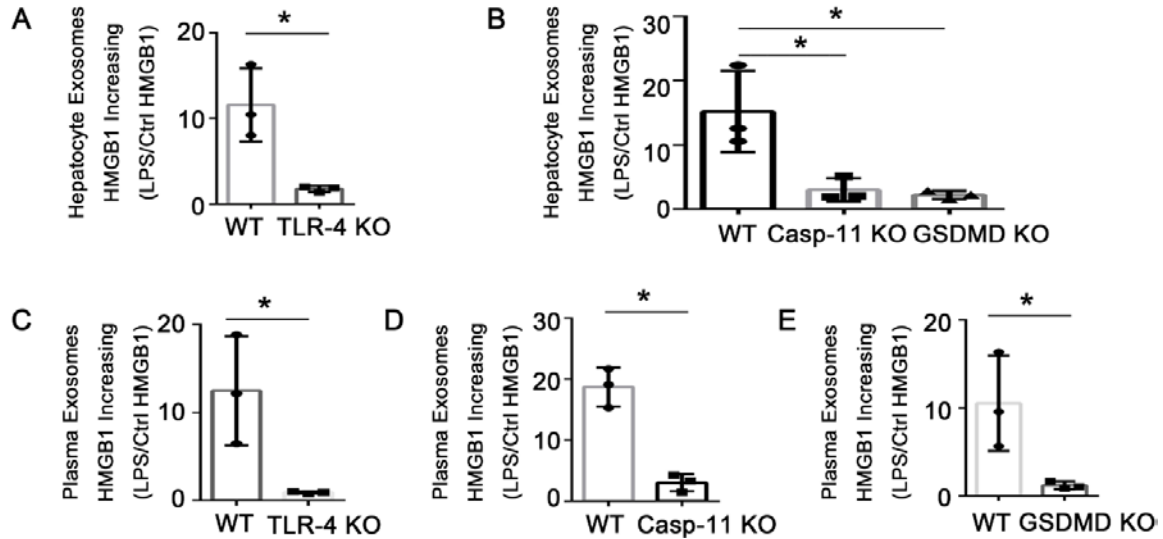 A
Hepatocyte Exosomes
HMGB1 Increasing
(LPS/Ctrl HMGB1)
20
10
0
*
WT TLR-4 KO
B
Hepatocyte Exosomes
HMGB1 Increasing
(LPS/Ctrl HMGB1)
30
20
10
0
*
*
WT Casp-11 KO GSDMD KO
C
Plasma Exosomes
HMGB1 Increasing
(LPS/Ctrl HMGB1)
20
10
0
*
WT TLR-4 KO
D
Plasma Exosomes
HMGB1 Increasing
(LPS/Ctrl HMGB1)
30
20
10
0
*
WT Casp-11 KO
E
Plasma Exosomes
HMGB1 Increasing
(LPS/Ctrl HMGB1)
20
10
0
*
WT GSDMD KO